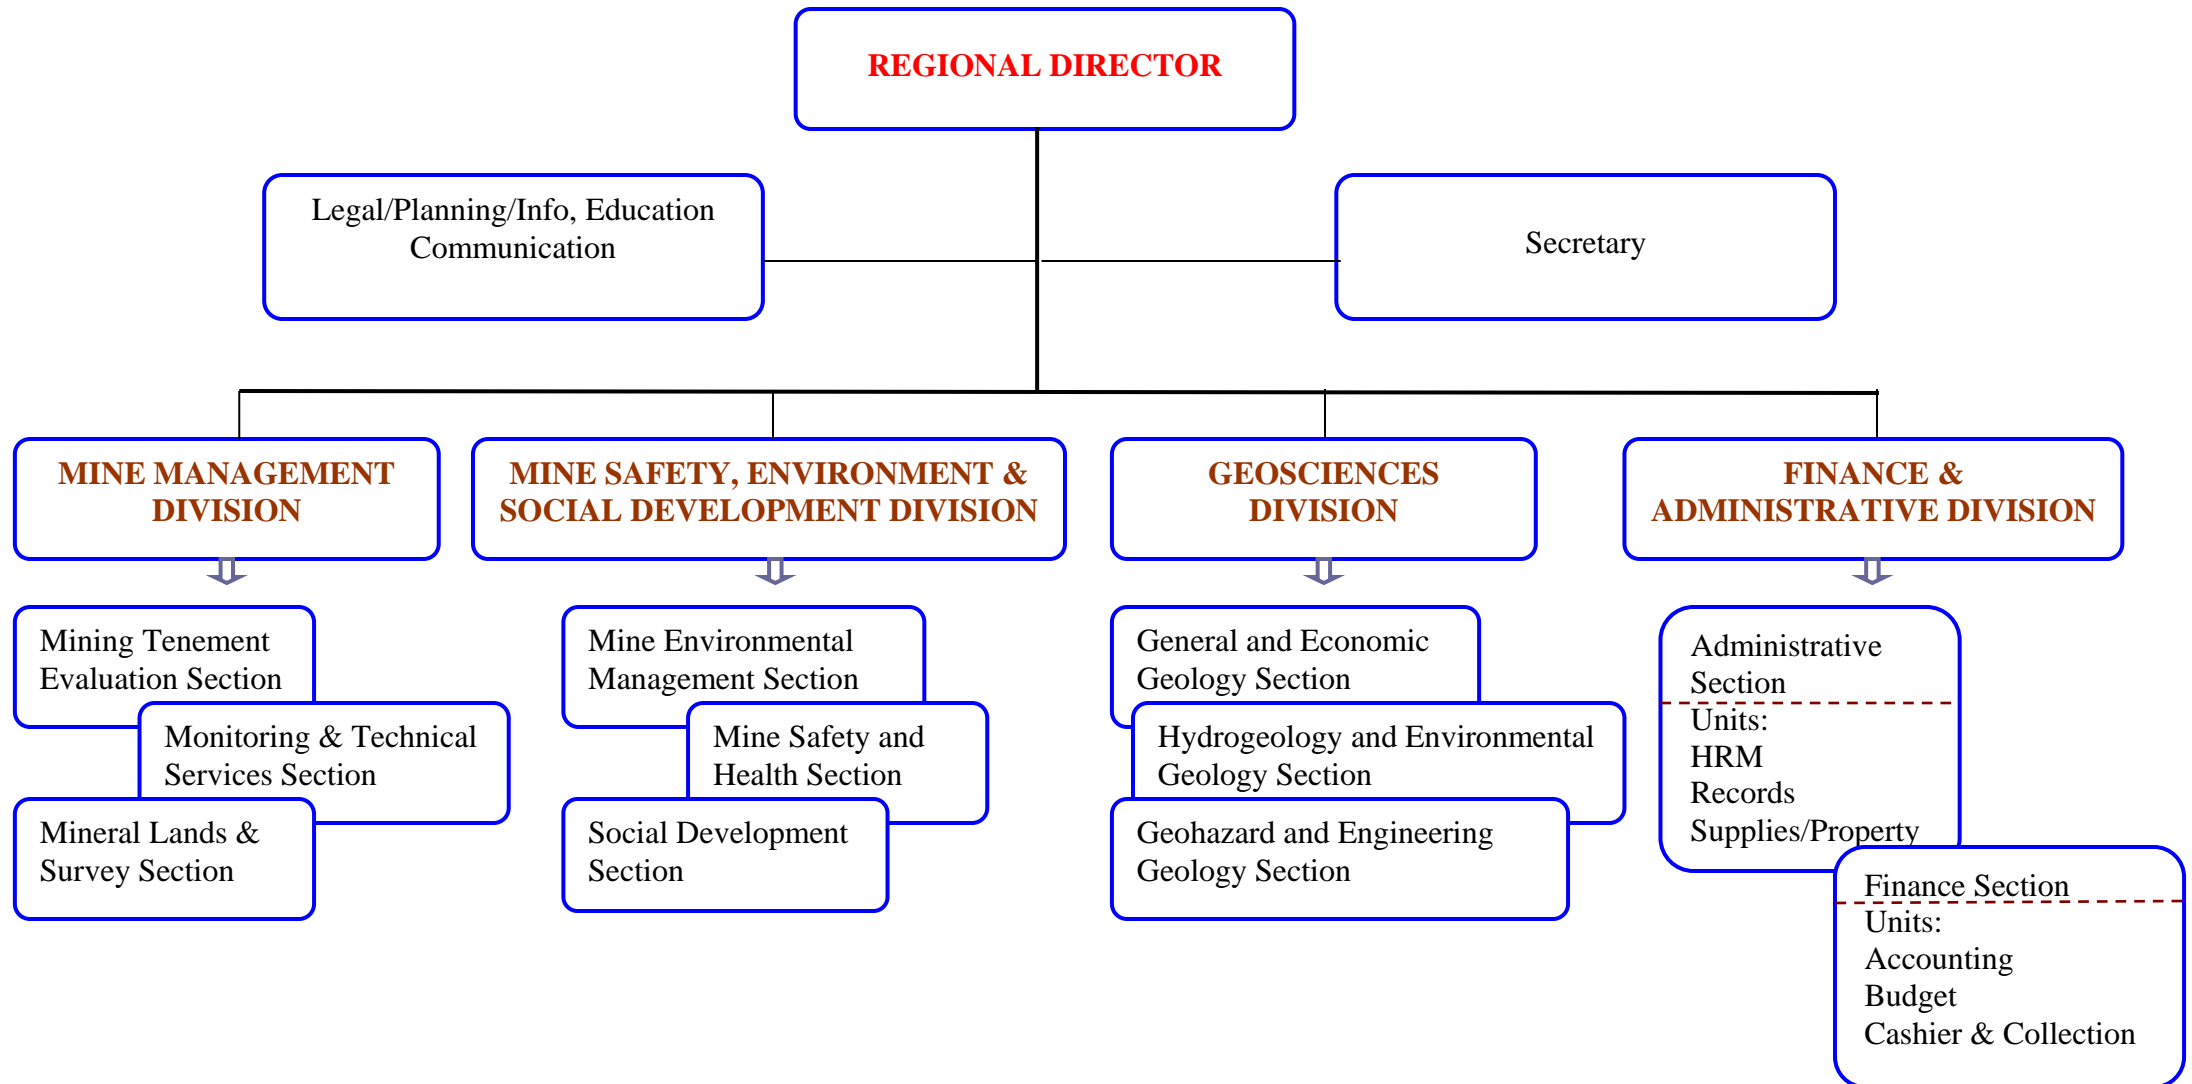 REGIONAL DIRECTOR
Legal/Planning/Info, Education
Communication
Secretary
MINE MANAGEMENT
DIVISION
MINE SAFETY, ENVIRONMENT &
SOCIAL DEVELOPMENT DIVISION
GEOSCIENCES
DIVISION
FINANCE &
ADMINISTRATIVE DIVISION
Mining Tenement
Evaluation Section
Monitoring & Technical
Services Section
Mineral Lands &
Survey Section
Mine Environmental
Management Section
Mine Safety and
Health Section
Social Development
Section
General and Economic
Geology Section
Hydrogeology and Environmental
Geology Section
Geohazard and Engineering
Geology Section
Administrative
Section
Units:
HRM
Records
Supplies/Property
Finance Section
Units:
Accounting
Budget
Cashier & Collection